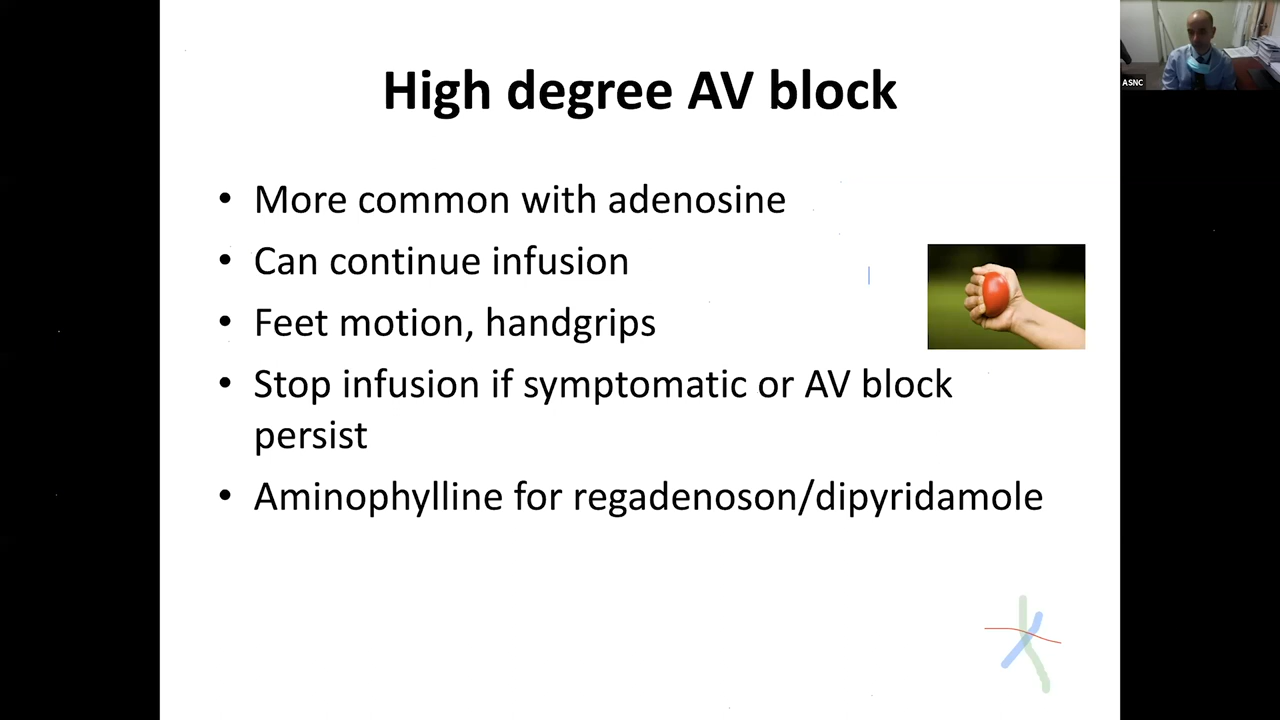 High degree AV block
• More common with adenosine
• Can continue infusion
• Feet motion, handgrips
• Stop infusion if symptomatic or AV block
persist
• Aminophylline for regadenoson/dipyridamole
ASNC